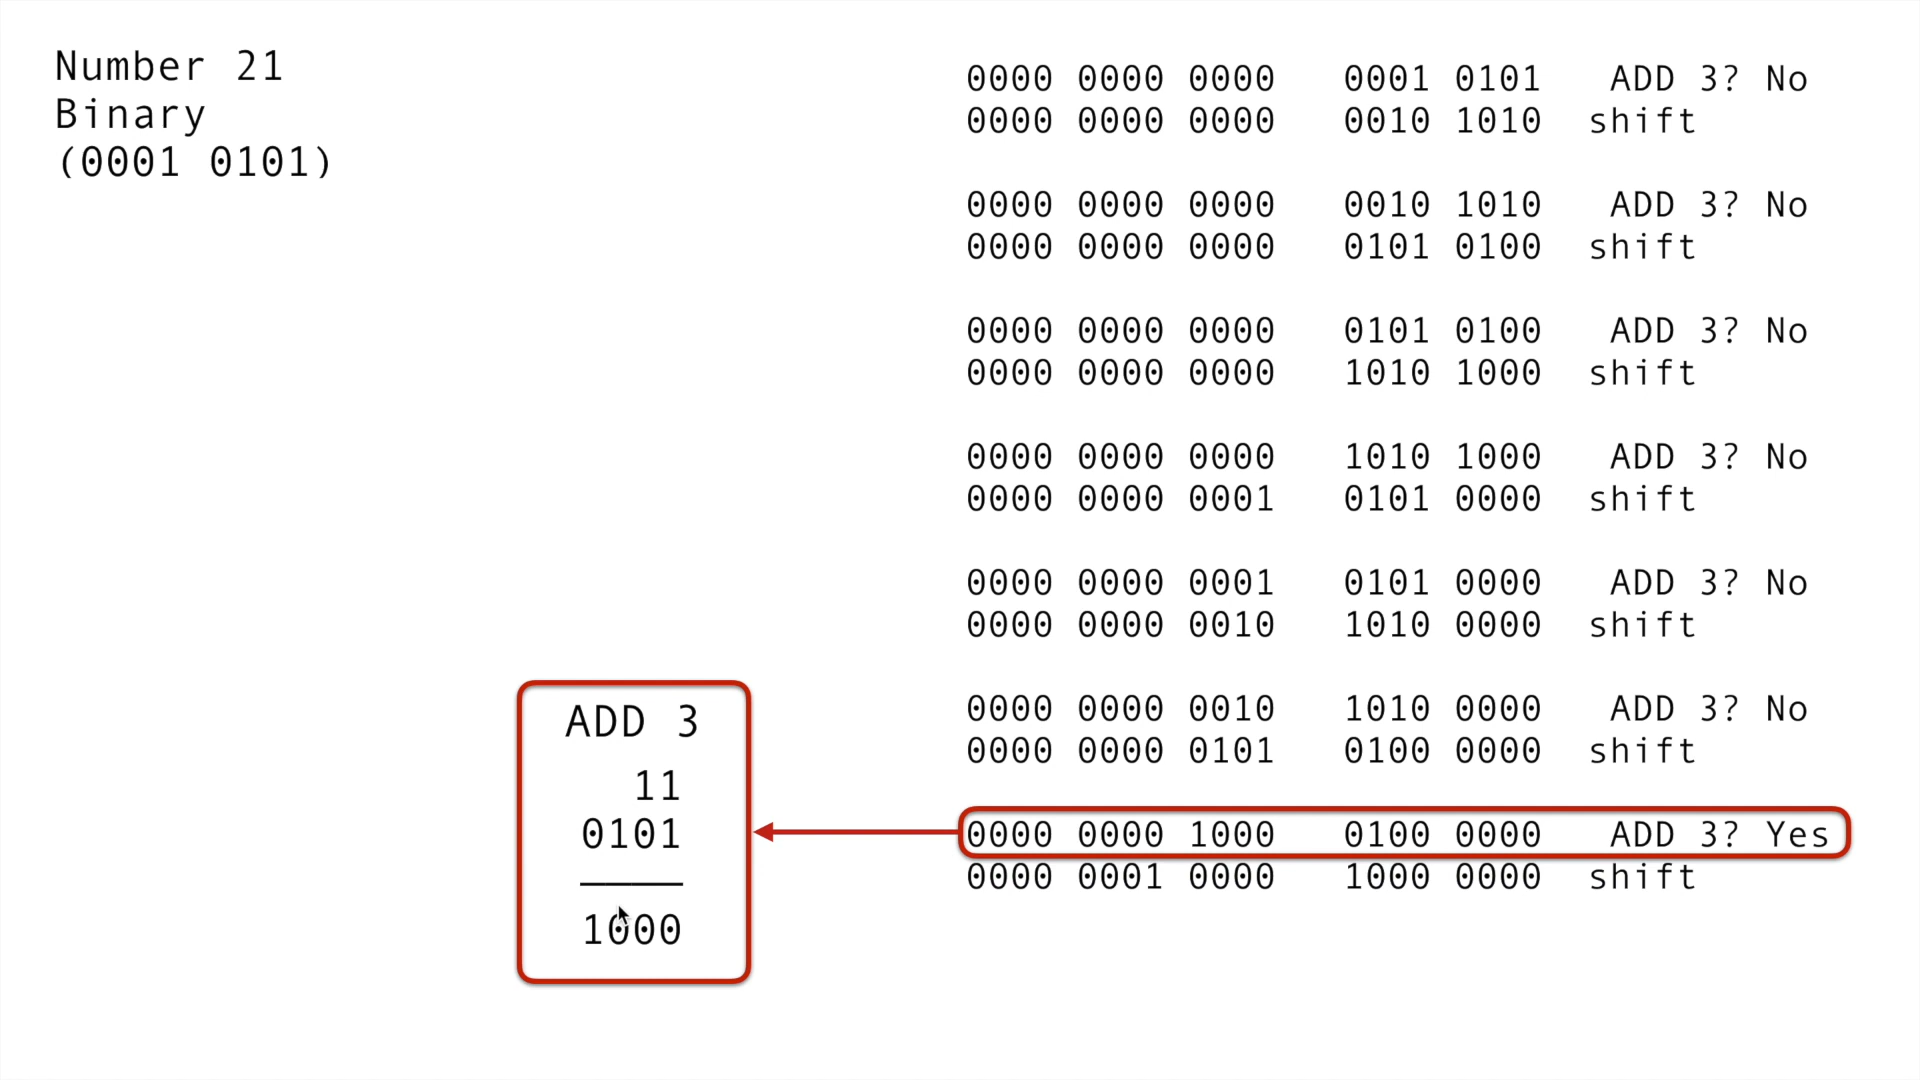 Number 21
Binary
(0001 0101)
0000 0000 0000 0001 0101 ADD 3? No
0000 0000 0000 0010 1010 shift
0000 0000 0000 0010 1010 ADD 3? No
0000 0000 0000 0101 0100 shift
0000 0000 0000 0101 0100 ADD 3? No
0000 0000 0000 1010 1000 shift
0000 0000 0000 1010 1000 ADD 3? No
0000 0000 0001 0101 0000 shift
0000 0000 0001 0101 0000 ADD 3? No
0000 0000 0010 1010 0000 shift
0000 0000 0010 1010 0000 ADD 3? No
0000 0000 0101 0100 0000 shift
0000 0000 1000 0100 0000 ADD 3? Yes
0000 0001 0000 1000 0000 shift
ADD 3
11
0101
1000